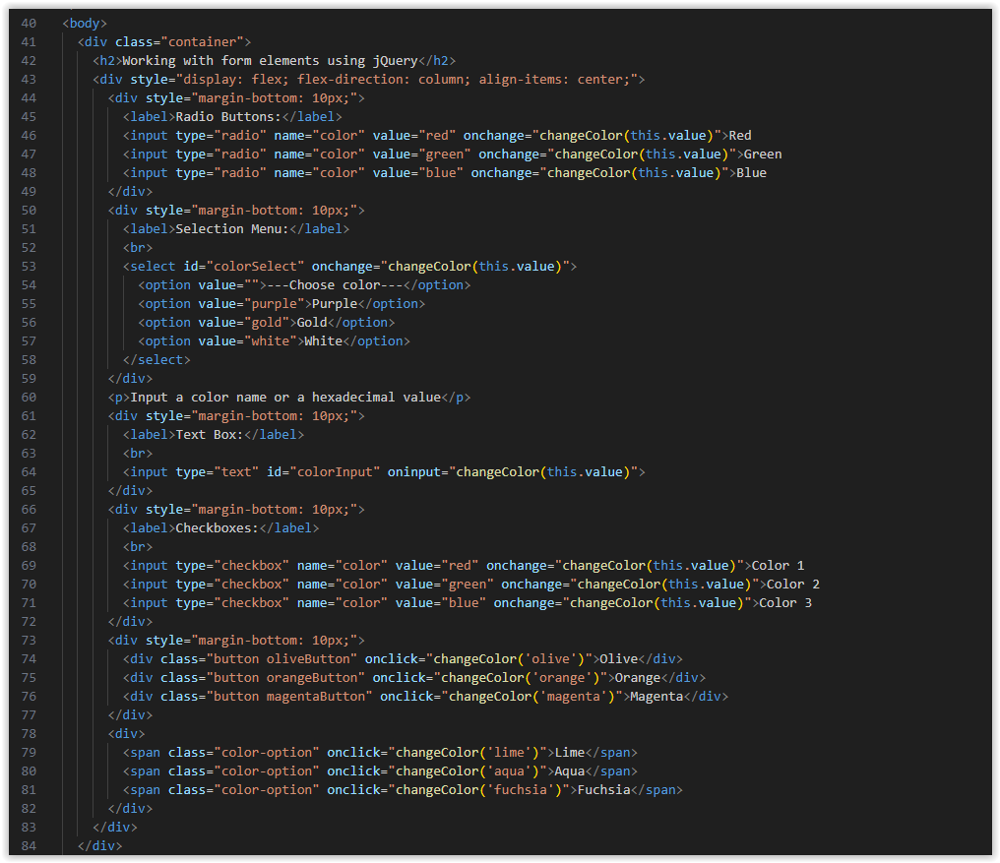 40 <body>
41 <div class="container">
42 <h2>Working with form elements using jQuery</h2>
43 <div style="display: flex; flex-direction: column; align-items: center;">
44 <div style="margin-bottom: 10px;">
45 <label>Radio Buttons:</label>
46 <input type="radio" name="color" value="red" onchange="changeColor(this.value)">Red
47 <input type="radio" name="color" value="green" onchange="changeColor(this.value)">Green
48 <input type="radio" name="color" value="blue" onchange="changeColor(this.value)">Blue
49 </div>
50 <div style="margin-bottom: 10px;">
51 <label>Selection Menu:</label>
52 <br>
53 <select id="colorSelect" onchange="changeColor(this.value)">
54 <option value="">---Choose color---</option>
55 <option value="purple">Purple</option>
56 <option value="gold">Gold</option>
57 <option value="white">White</option>
58 </select>
59 </div>
60 <p>Input a color name or a hexadecimal value</p>
61 <div style="margin-bottom: 10px;">
62 <label>Text Box:</label>
63 <br>
64 <input type="text" id="colorInput" oninput="changeColor(this.value)">
65 </div>
66 <div style="margin-bottom: 10px;">
67 <label>Checkboxes:</label>
68 <br>
69 <input type="checkbox" name="color" value="red" onchange="changeColor(this.value)">Color 1
70 <input type="checkbox" name="color" value="green" onchange="changeColor(this.value)">Color 2
71 <input type="checkbox" name="color" value="blue" onchange="changeColor(this.value)">Color 3
72 </div>
73 <div style="margin-bottom: 10px;">
74 <div class="button oliveButton" onclick="changeColor('olive')">Olive</div>
75 <div class="button orangeButton" onclick="changeColor('orange')">Orange</div>
76 <div class="button magentaButton" onclick="changeColor('magenta')">Magenta</div>
77 </div>
78 <div>
79 <span class="color-option" onclick="changeColor('lime')">Lime</span>
80 <span class="color-option" onclick="changeColor('aqua')">Aqua</span>
81 <span class="color-option" onclick="changeColor('fuchsia')">Fuchsia</span>
82 </div>
83 </div>
84 </div>